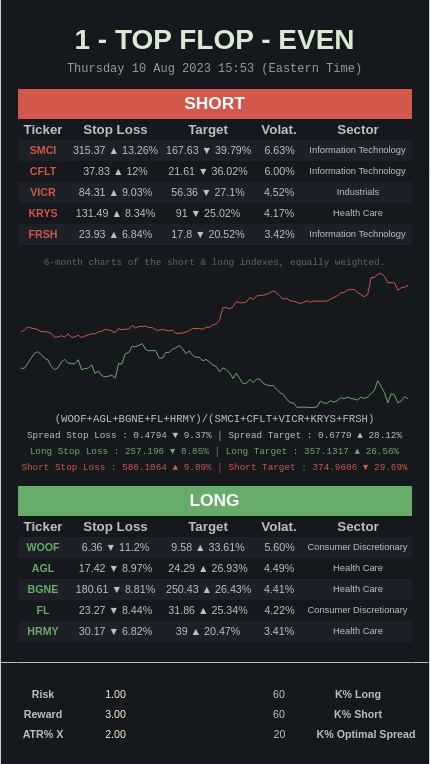 1 - TOP FLOP - EVEN
Thursday 10 Aug 2023 15:53 (Eastern Time)
SHORT
Ticker Stop Loss Target Volat. Sector
SMCI 315.37 ▲ 13.26% 167.63 ▼ 39.79% 6.63% Information Technology
CFLT 37.83 ▲ 12% 21.61 ▼ 36.02% 6.00% Information Technology
VICR 84.31 ▲ 9.03% 56.36 ▼ 27.1% 4.52% Industrials
KRYS 131.49 ▲ 8.34% 91 ▼ 25.02% 4.17% Health Care
FRSH 23.93 ▲ 6.84% 17.8 ▼ 20.52% 3.42% Information Technology
6-month charts of the short & long indexes, equally weighted.
(WOOF+AGL+BGNE+FL+HRMY)/(SMCI+CFLT+VICR+KRYS+FRSH)
Spread Stop Loss : 0.4794 ▼ 9.37% | Spread Target : 0.6779 ▲ 28.12%
Long Stop Loss : 257.196 ▼ 8.85% | Long Target : 357.1317 ▲ 26.56%
Short Stop Loss : 586.1064 ▲ 9.89% | Short Target : 374.9606 ▼ 29.69%
LONG
Ticker Stop Loss Target Volat. Sector
WOOF 6.36 ▼ 11.2% 9.58 ▲ 33.61% 5.60% Consumer Discretionary
AGL 17.42 ▼ 8.97% 24.29 ▲ 26.93% 4.49% Health Care
BGNE 180.61 ▼ 8.81% 250.43 ▲ 26.43% 4.41% Health Care
FL 23.27 ▼ 8.44% 31.86 ▲ 25.34% 4.22% Consumer Discretionary
HRMY 30.17 ▼ 6.82% 39 ▲ 20.47% 3.41% Health Care
Risk 1.00 60 K% Long
Reward 3.00 60 K% Short
ATR% X 2.00 20 K% Optimal Spread